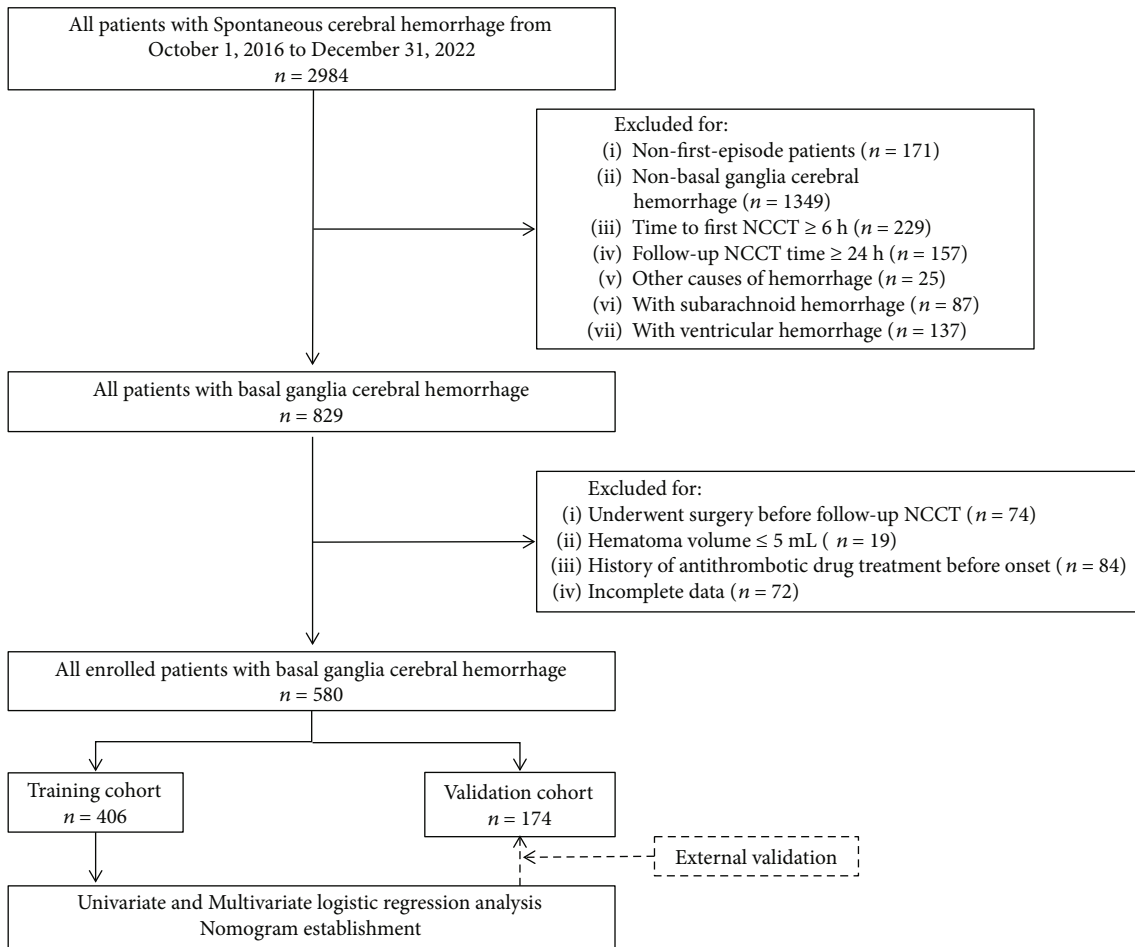 All patients with Spontaneous cerebral hemorrhage from
October 1, 2016 to December 31, 2022
n = 2984
Excluded for:
(i) Non-first-episode patients (n = 171)
(ii) Non-basal ganglia cerebral
hemorrhage (n = 1349)
(iii) Time to first NCCT ≥ 6 h (n = 229)
(iv) Follow-up NCCT time ≥ 24 h (n = 157)
(v) Other causes of hemorrhage (n = 25)
(vi) With subarachnoid hemorrhage (n = 87)
(vii) With ventricular hemorrhage (n = 137)
All patients with basal ganglia cerebral hemorrhage
n = 829
Excluded for:
(i) Underwent surgery before follow-up NCCT (n = 74)
(ii) Hematoma volume ≤ 5 mL ( n = 19)
(iii) History of antithrombotic drug treatment before onset (n = 84)
(iv) Incomplete data (n = 72)
All enrolled patients with basal ganglia cerebral hemorrhage
n = 580
Training cohort
n = 406
Validation cohort
n = 174
External validation
Univariate and Multivariate logistic regression analysis
Nomogram establishment